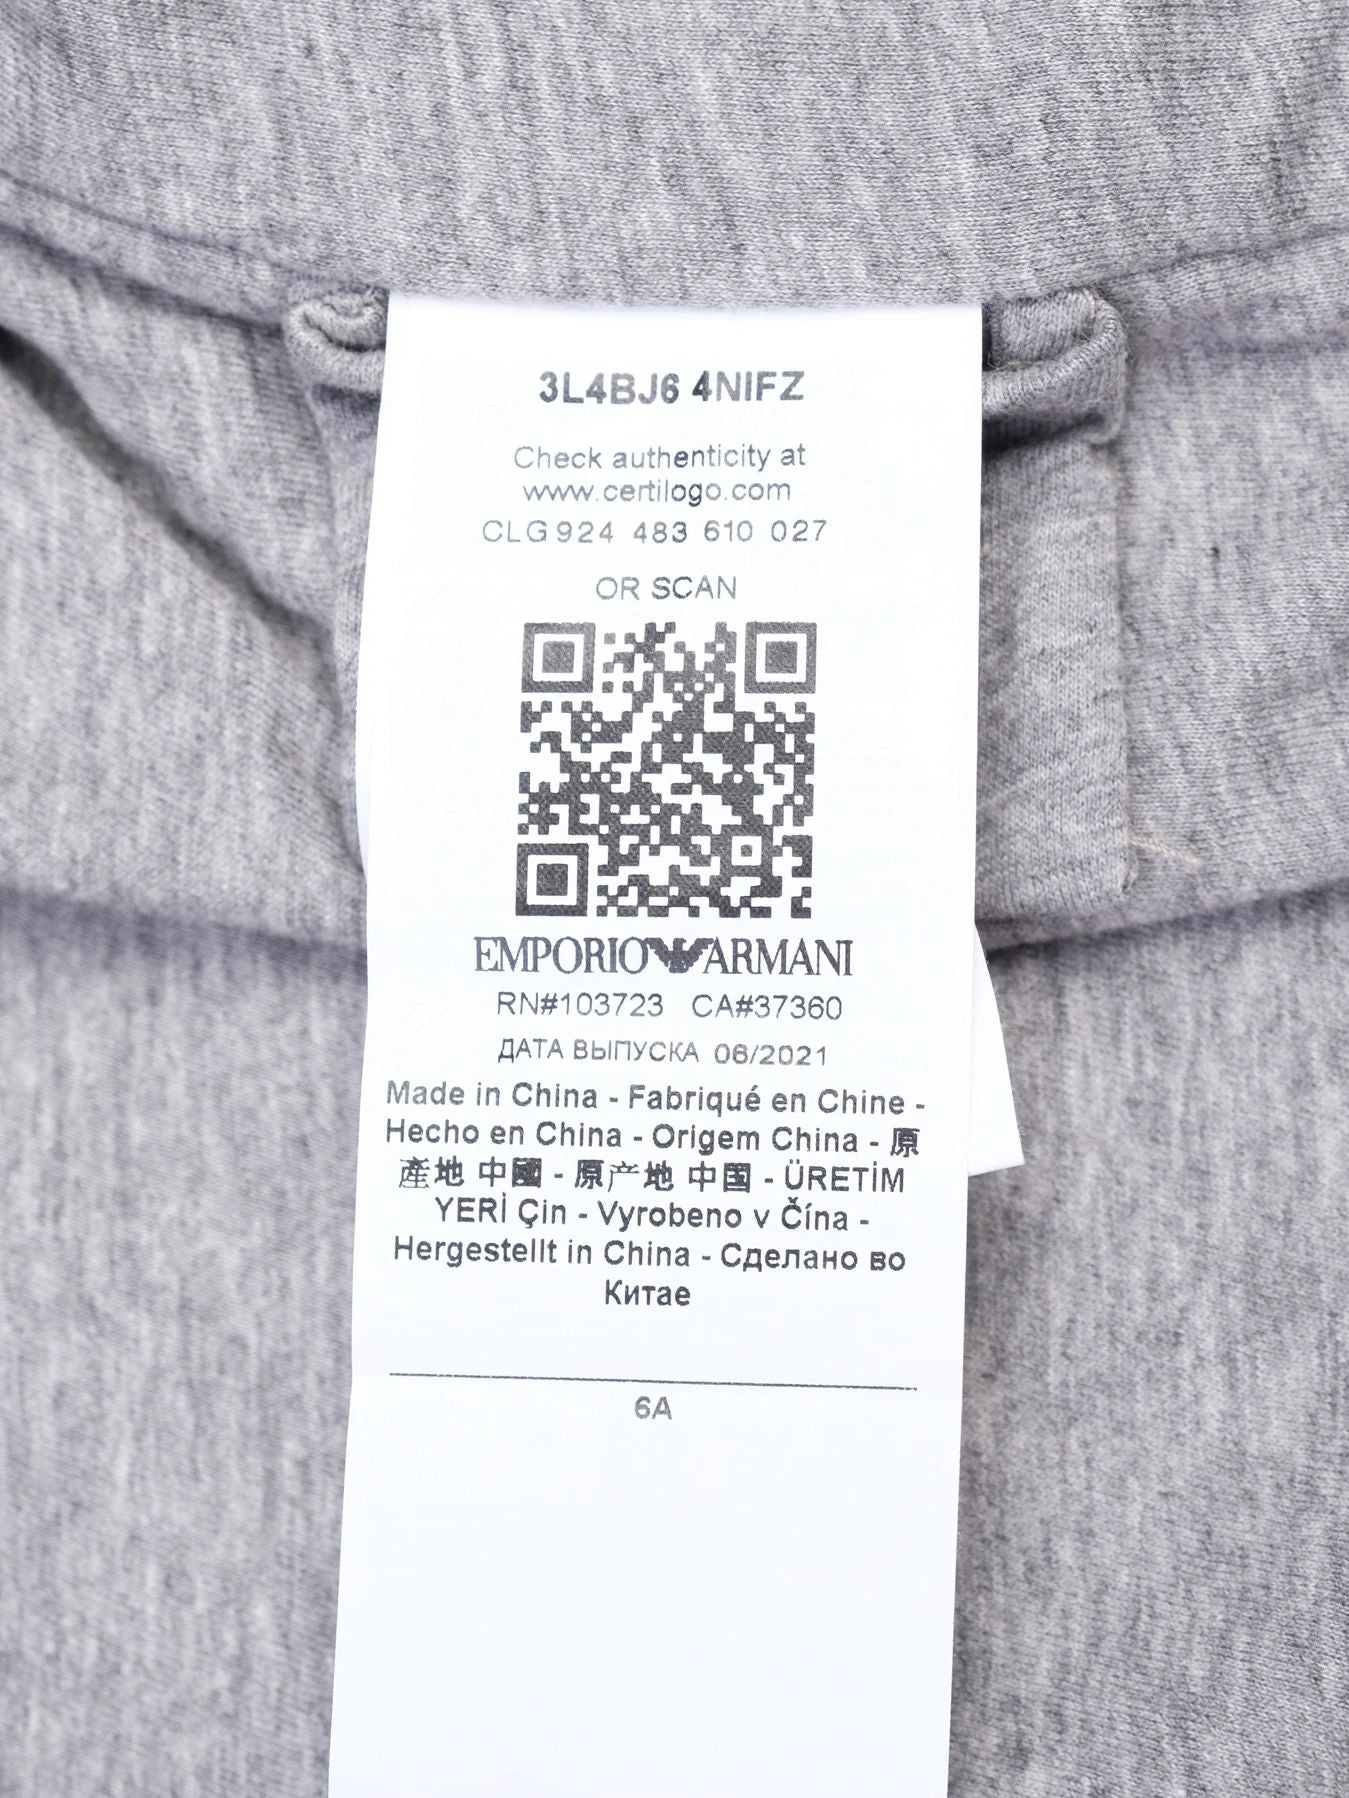 3L4BJ6 4NIFZ
Check authenticity at
www.certilogo.com
CLG 924 483 610 027
OR SCAN
EMPORIO ARMANI
RN#103723 CA#37360
ДАТА ВЫПУСКА 06/2021
Made in China - Fabriqué en Chine -
Hecho en China - Origem China - 原
產地 中國 - 原产地 中国 - ÜRETİM
YERİ Çin - Vyrobeno v Čína -
Hergestellt in China - Сделано во
Китае
6A